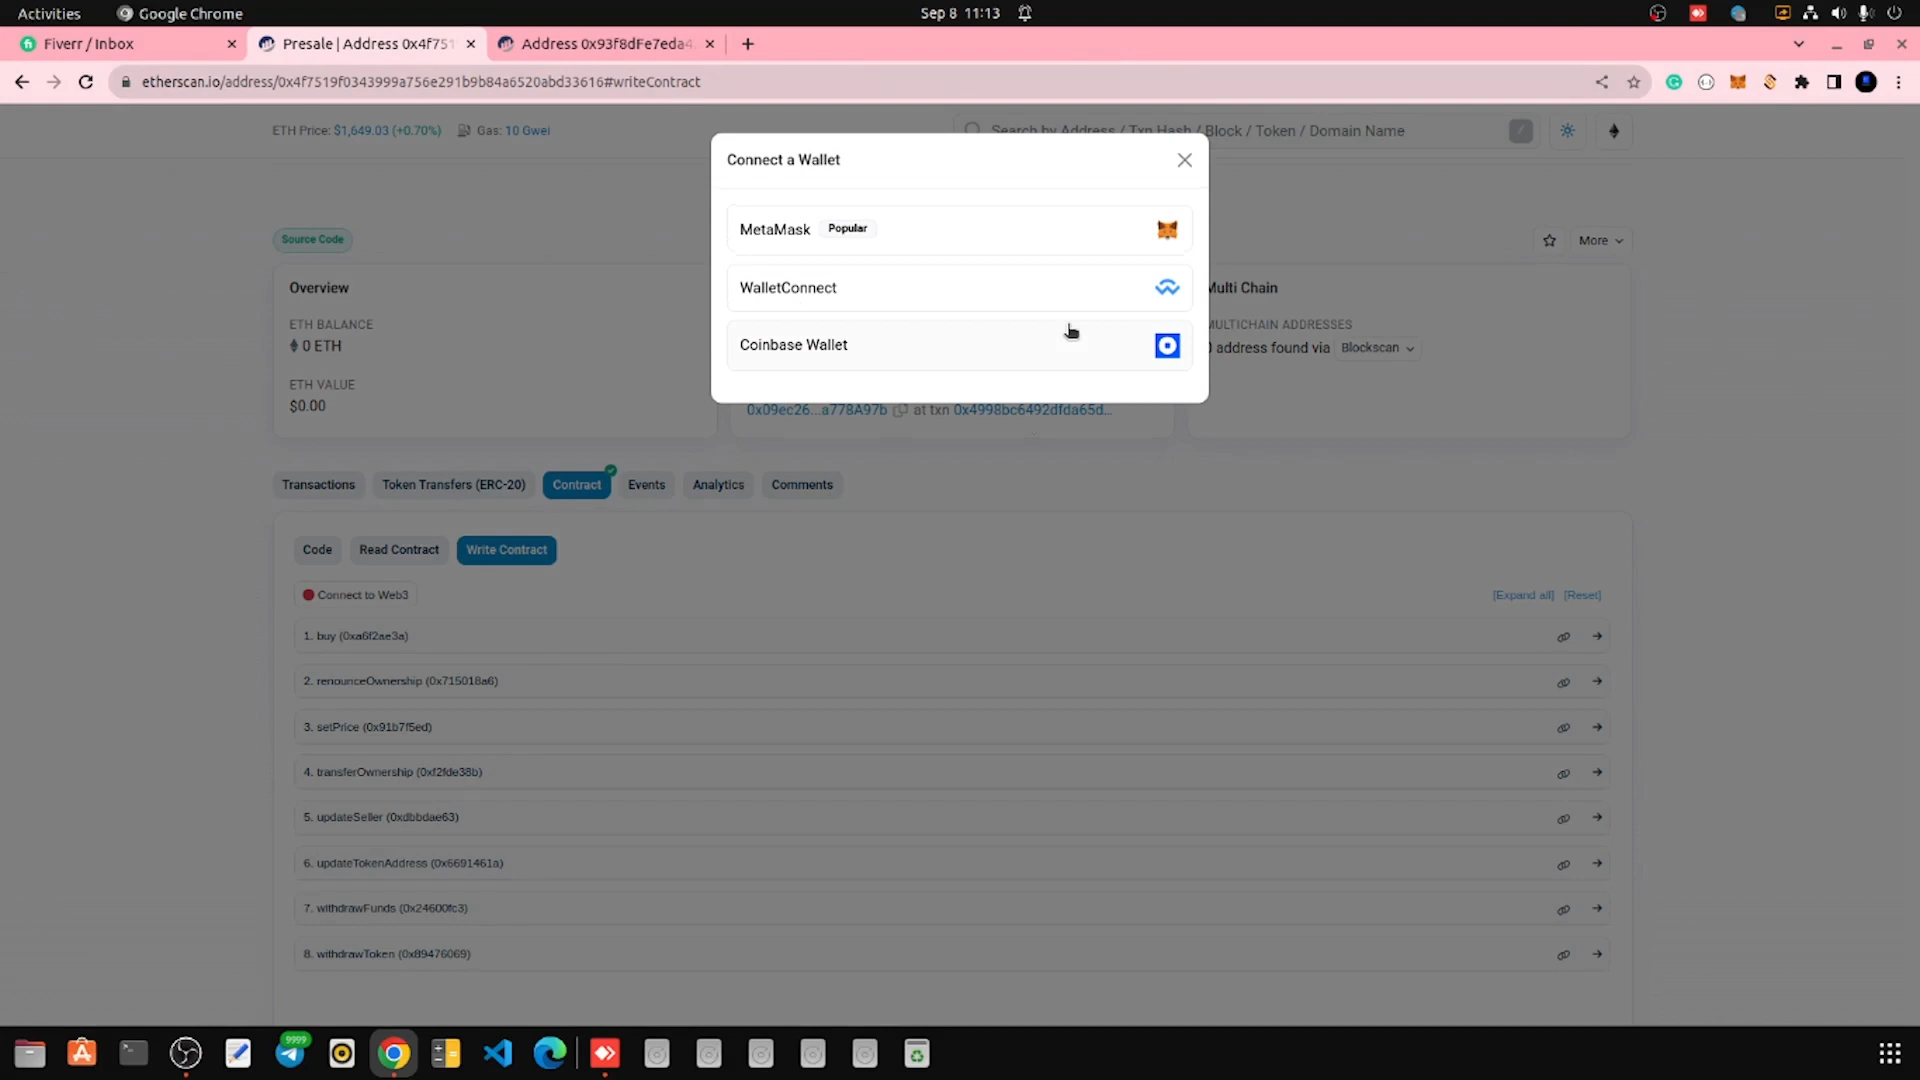 Activities
Google Chrome
Sep 8 11:13
Fiverr / Inbox
Presale | Address 0x4f751
Address 0x93f8dFe7eda4
etherscan.io/address/0x4f7519f0343999a756e291b9b84a6520abd33616#writeContract
ETH Price: $1,649.03 (+0.70%)
Gas: 10 Gwei
Search by Address / Txn Hash / Block / Token / Domain Name
/
Connect a Wallet
MetaMask
Popular
WalletConnect
Coinbase Wallet
Source Code
More
Overview
ETH BALANCE
0 ETH
ETH VALUE
$0.00
Multi Chain
MULTICHAIN ADDRESSES
0 address found via
Blockscan
0x09ec26...a778A97b at txn 0x4998bc6492dfda65d...
Transactions
Token Transfers (ERC-20)
Contract
Events
Analytics
Comments
Code
Read Contract
Write Contract
Connect to Web3
[Expand all] [Reset]
1. buy (0xa6f2ae3a)
2. renounceOwnership (0x715018a6)
3. setPrice (0x91b7f5ed)
4. transferOwnership (0xf2fde38b)
5. updateSeller (0xdbbdae63)
6. updateTokenAddress (0x6691461a)
7. withdrawFunds (0x24600fc3)
8. withdrawToken (0x89476069)
9999